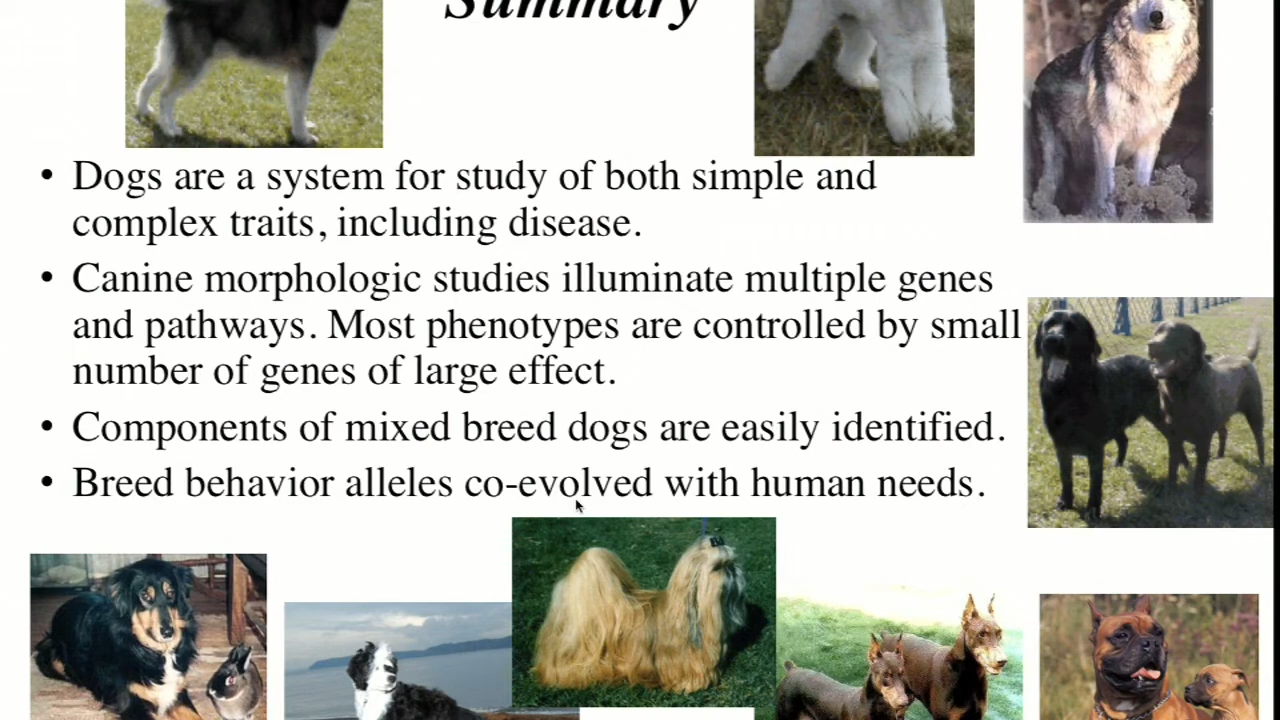 Summary
• Dogs are a system for study of both simple and
complex traits, including disease.
• Canine morphologic studies illuminate multiple genes
and pathways. Most phenotypes are controlled by small
number of genes of large effect.
• Components of mixed breed dogs are easily identified.
• Breed behavior alleles co-evolved with human needs.